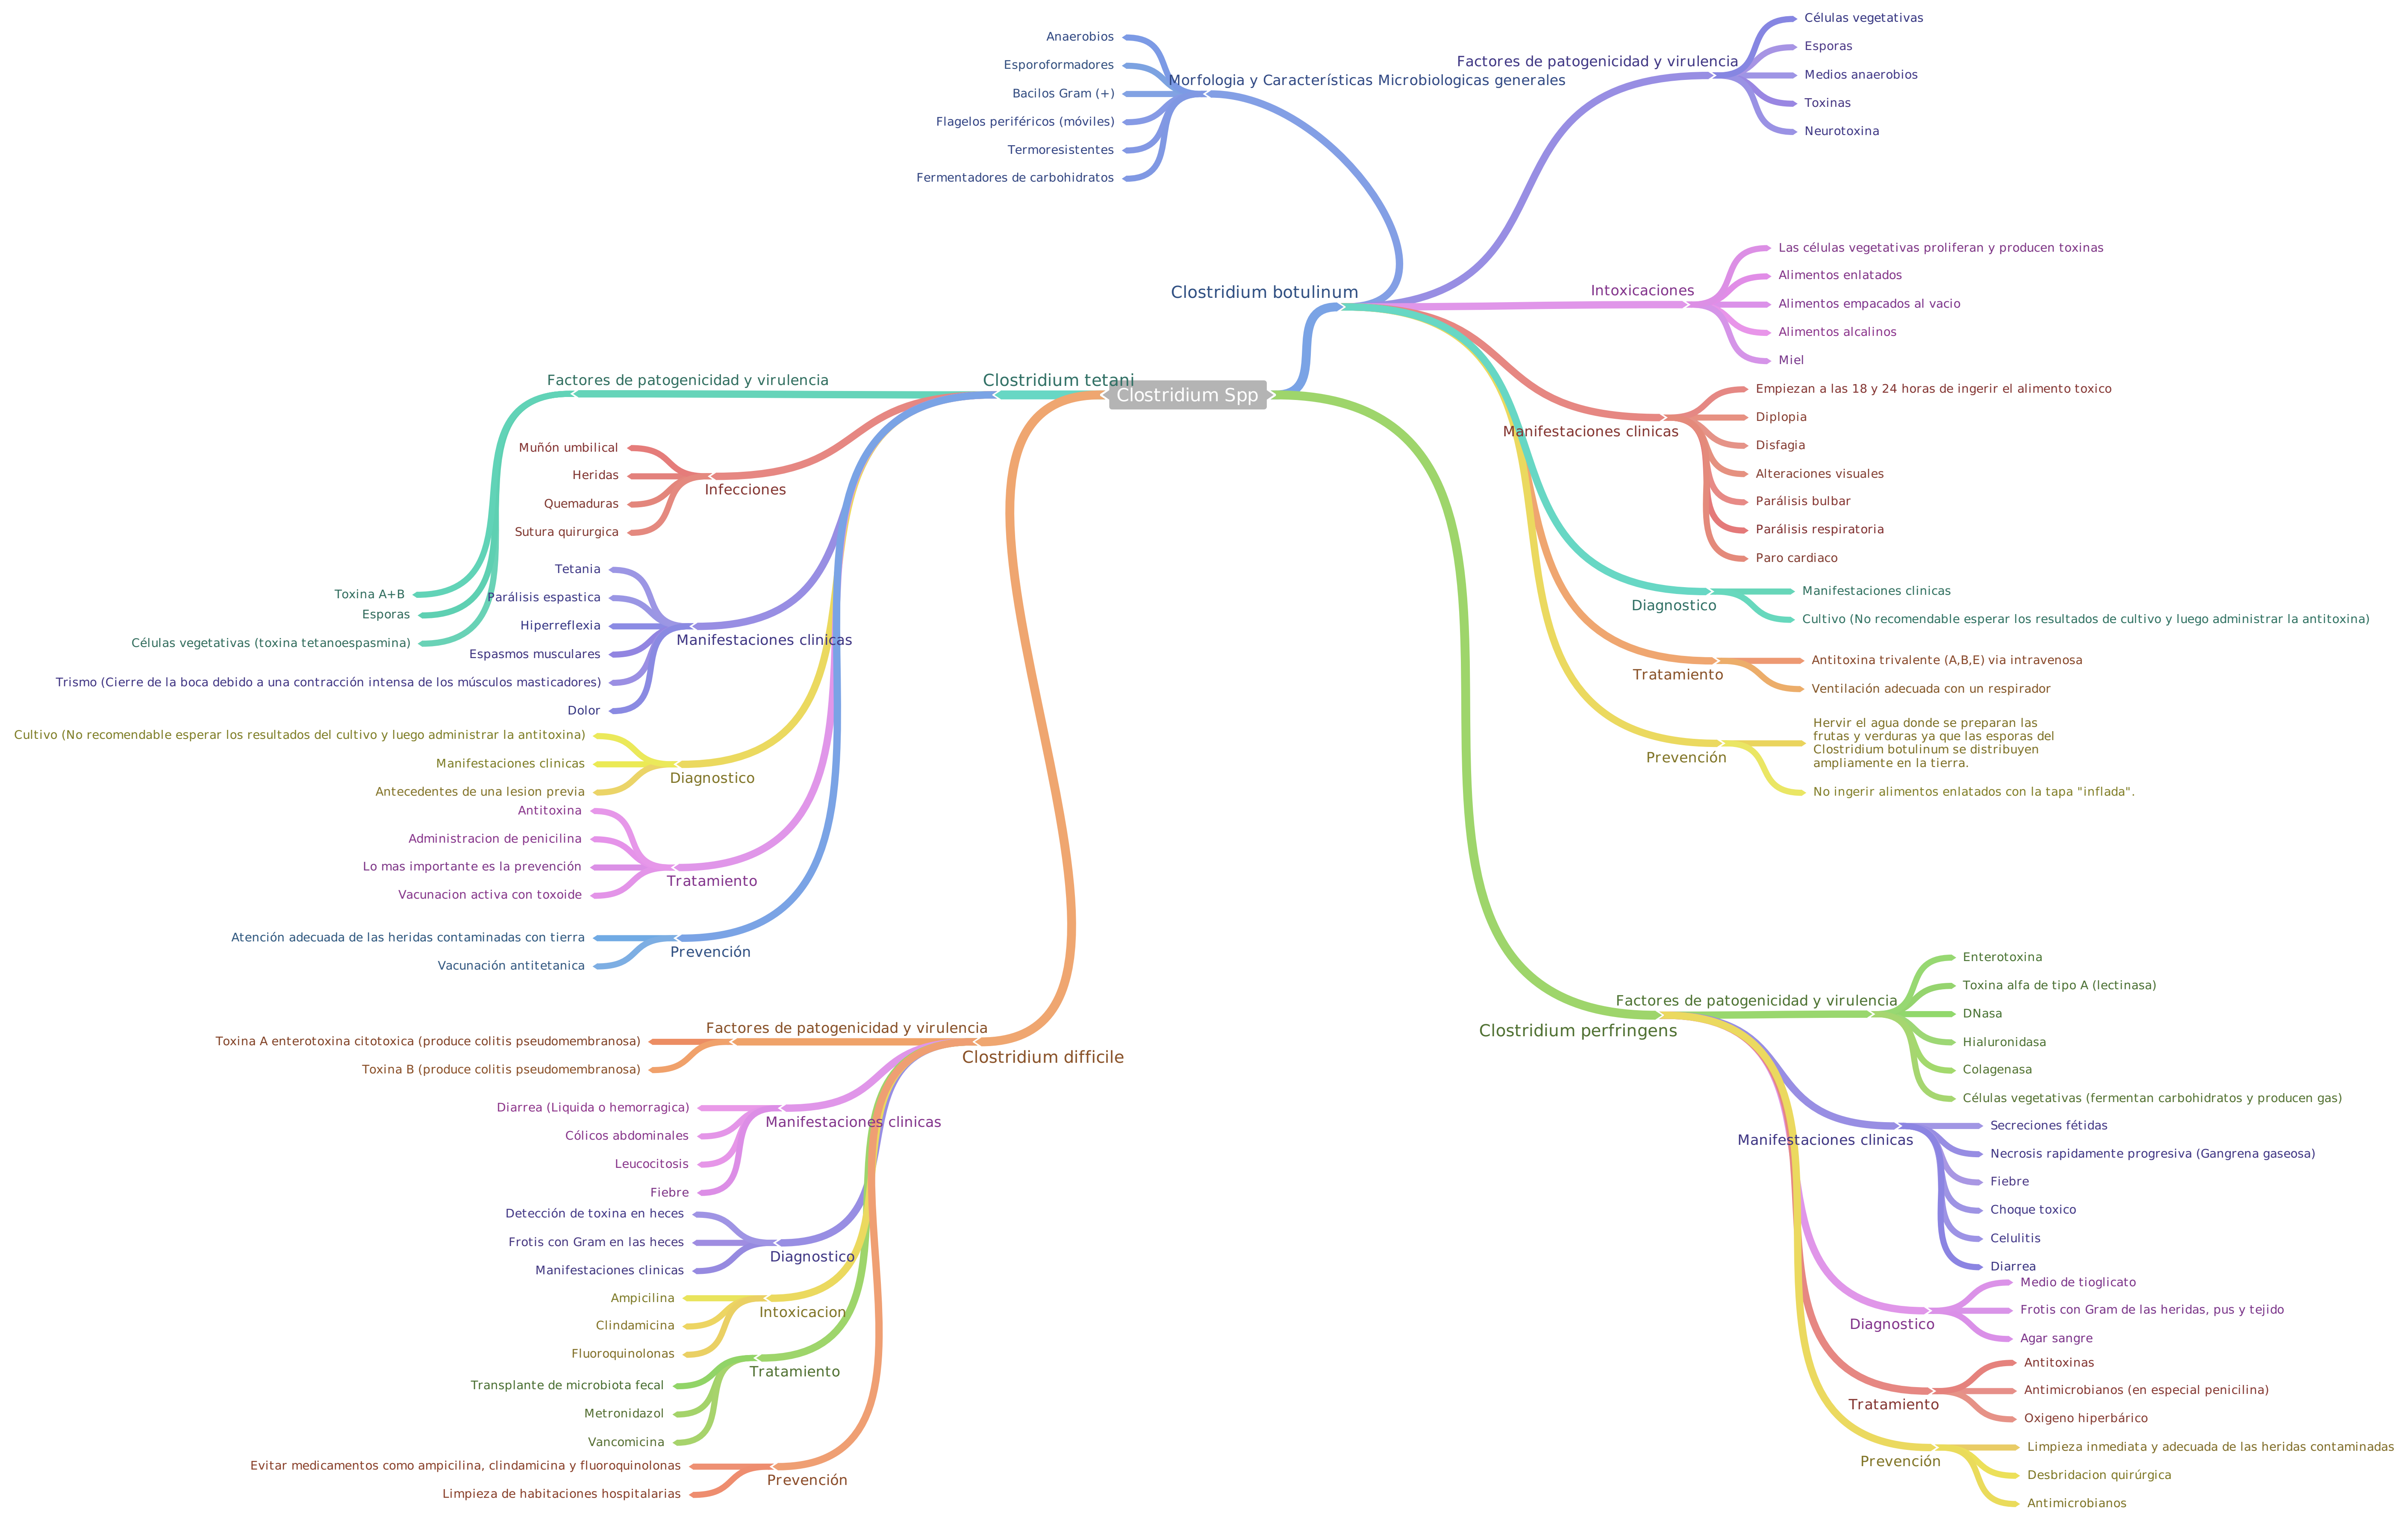 Clostridium Spp
Clostridium botulinum
Morfologia y Características Microbiologicas generales
Anaerobios
Esporoformadores
Bacilos Gram (+)
Flagelos periféricos (móviles)
Termoresistentes
Fermentadores de carbohidratos
Factores de patogenicidad y virulencia
Células vegetativas
Esporas
Medios anaerobios
Toxinas
Neurotoxina
Intoxicaciones
Las células vegetativas proliferan y producen toxinas
Alimentos enlatados
Alimentos empacados al vacio
Alimentos alcalinos
Miel
Manifestaciones clinicas
Empiezan a las 18 y 24 horas de ingerir el alimento toxico
Diplopia
Disfagia
Alteraciones visuales
Parálisis bulbar
Parálisis respiratoria
Paro cardiaco
Diagnostico
Manifestaciones clinicas
Cultivo (No recomendable esperar los resultados de cultivo y luego administrar la antitoxina)
Tratamiento
Antitoxina trivalente (A,B,E) via intravenosa
Ventilación adecuada con un respirador
Prevención
Hervir el agua donde se preparan las
frutas y verduras ya que las esporas del
Clostridium botulinum se distribuyen
ampliamente en la tierra.
No ingerir alimentos enlatados con la tapa "inflada".
Clostridium tetani
Factores de patogenicidad y virulencia
Toxina A+B
Esporas
Células vegetativas (toxina tetanoespasmina)
Infecciones
Muñón umbilical
Heridas
Quemaduras
Sutura quirurgica
Manifestaciones clinicas
Tetania
Parálisis espastica
Hiperreflexia
Espasmos musculares
Trismo (Cierre de la boca debido a una contracción intensa de los músculos masticadores)
Dolor
Diagnostico
Cultivo (No recomendable esperar los resultados del cultivo y luego administrar la antitoxina)
Manifestaciones clinicas
Antecedentes de una lesion previa
Tratamiento
Antitoxina
Administracion de penicilina
Lo mas importante es la prevención
Vacunacion activa con toxoide
Prevención
Atención adecuada de las heridas contaminadas con tierra
Vacunación antitetanica
Clostridium difficile
Factores de patogenicidad y virulencia
Toxina A enterotoxina citotoxica (produce colitis pseudomembranosa)
Toxina B (produce colitis pseudomembranosa)
Manifestaciones clinicas
Diarrea (Liquida o hemorragica)
Cólicos abdominales
Leucocitosis
Fiebre
Diagnostico
Detección de toxina en heces
Frotis con Gram en las heces
Manifestaciones clinicas
Intoxicacion
Ampicilina
Clindamicina
Fluoroquinolonas
Tratamiento
Transplante de microbiota fecal
Metronidazol
Vancomicina
Prevención
Evitar medicamentos como ampicilina, clindamicina y fluoroquinolonas
Limpieza de habitaciones hospitalarias
Clostridium perfringens
Factores de patogenicidad y virulencia
Enterotoxina
Toxina alfa de tipo A (lectinasa)
DNasa
Hialuronidasa
Colagenasa
Células vegetativas (fermentan carbohidratos y producen gas)
Manifestaciones clinicas
Secreciones fétidas
Necrosis rapidamente progresiva (Gangrena gaseosa)
Fiebre
Choque toxico
Celulitis
Diarrea
Diagnostico
Medio de tioglicato
Frotis con Gram de las heridas, pus y tejido
Agar sangre
Tratamiento
Antitoxinas
Antimicrobianos (en especial penicilina)
Oxigeno hiperbárico
Prevención
Limpieza inmediata y adecuada de las heridas contaminadas
Desbridacion quirúrgica
Antimicrobianos